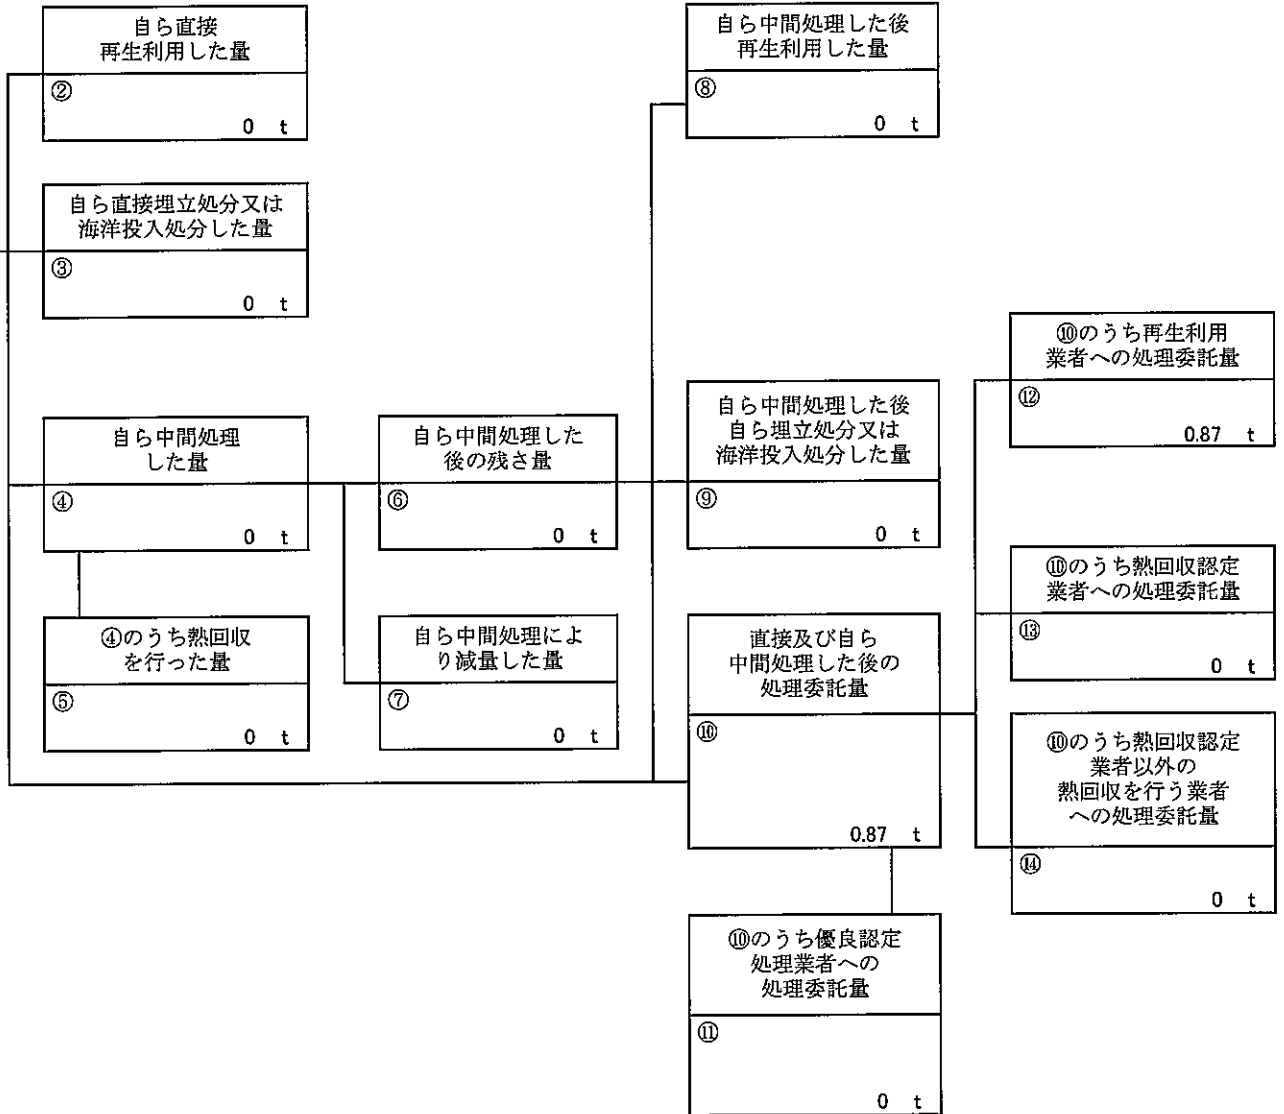 自ら直接
再生利用した量
②
0 t
自ら直接埋立処分又は
海洋投入処分した量
③
0 t
自ら中間処理
した量
④
0 t
④のうち熱回収
を行った量
⑤
0 t
自ら中間処理した
後の残さ量
⑥
0 t
自ら中間処理によ
り減量した量
⑦
0 t
自ら中間処理した後
再生利用した量
⑧
0 t
自ら中間処理した後
自ら埋立処分又は
海洋投入処分した量
⑨
0 t
直接及び自ら
中間処理した後の
処理委託量
⑩
0.87 t
⑩のうち優良認定
処理業者への
処理委託量
⑪
0 t
⑩のうち再生利用
業者への処理委託量
⑫
0.87 t
⑩のうち熱回収認定
業者への処理委託量
⑬
0 t
⑩のうち熱回収認定
業者以外の
熱回収を行う業者
への処理委託量
⑭
0 t